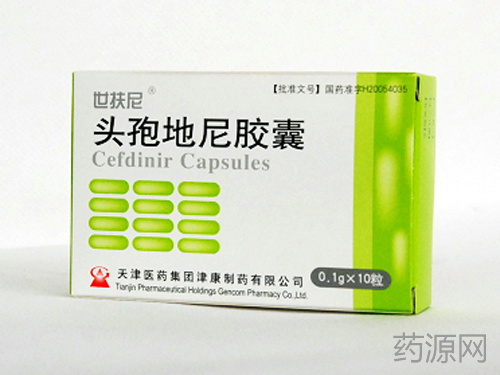 世扶尼®
【批准文号】国药准字H20054035
头孢地尼胶囊
Cefdinir Capsules
天津医药集团津康制药有限公司
Tianjin Pharmaceutical Holdings Gencom Pharmacy Co.,Ltd.
0.1g×10粒
药源网